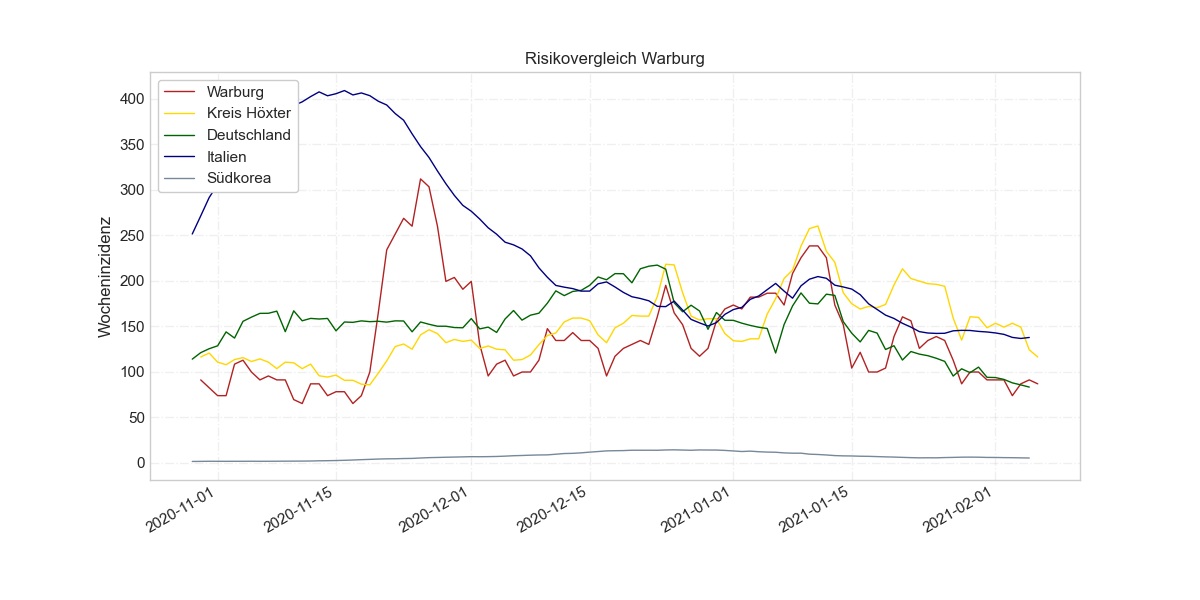 Risikovergleich Warburg
Warburg
Kreis Höxter
Deutschland
Italien
Südkorea
Wocheninzidenz
400
350
300
250
200
150
100
50
0
2020-11-01
2020-11-15
2020-12-01
2020-12-15
2021-01-01
2021-01-15
2021-02-01